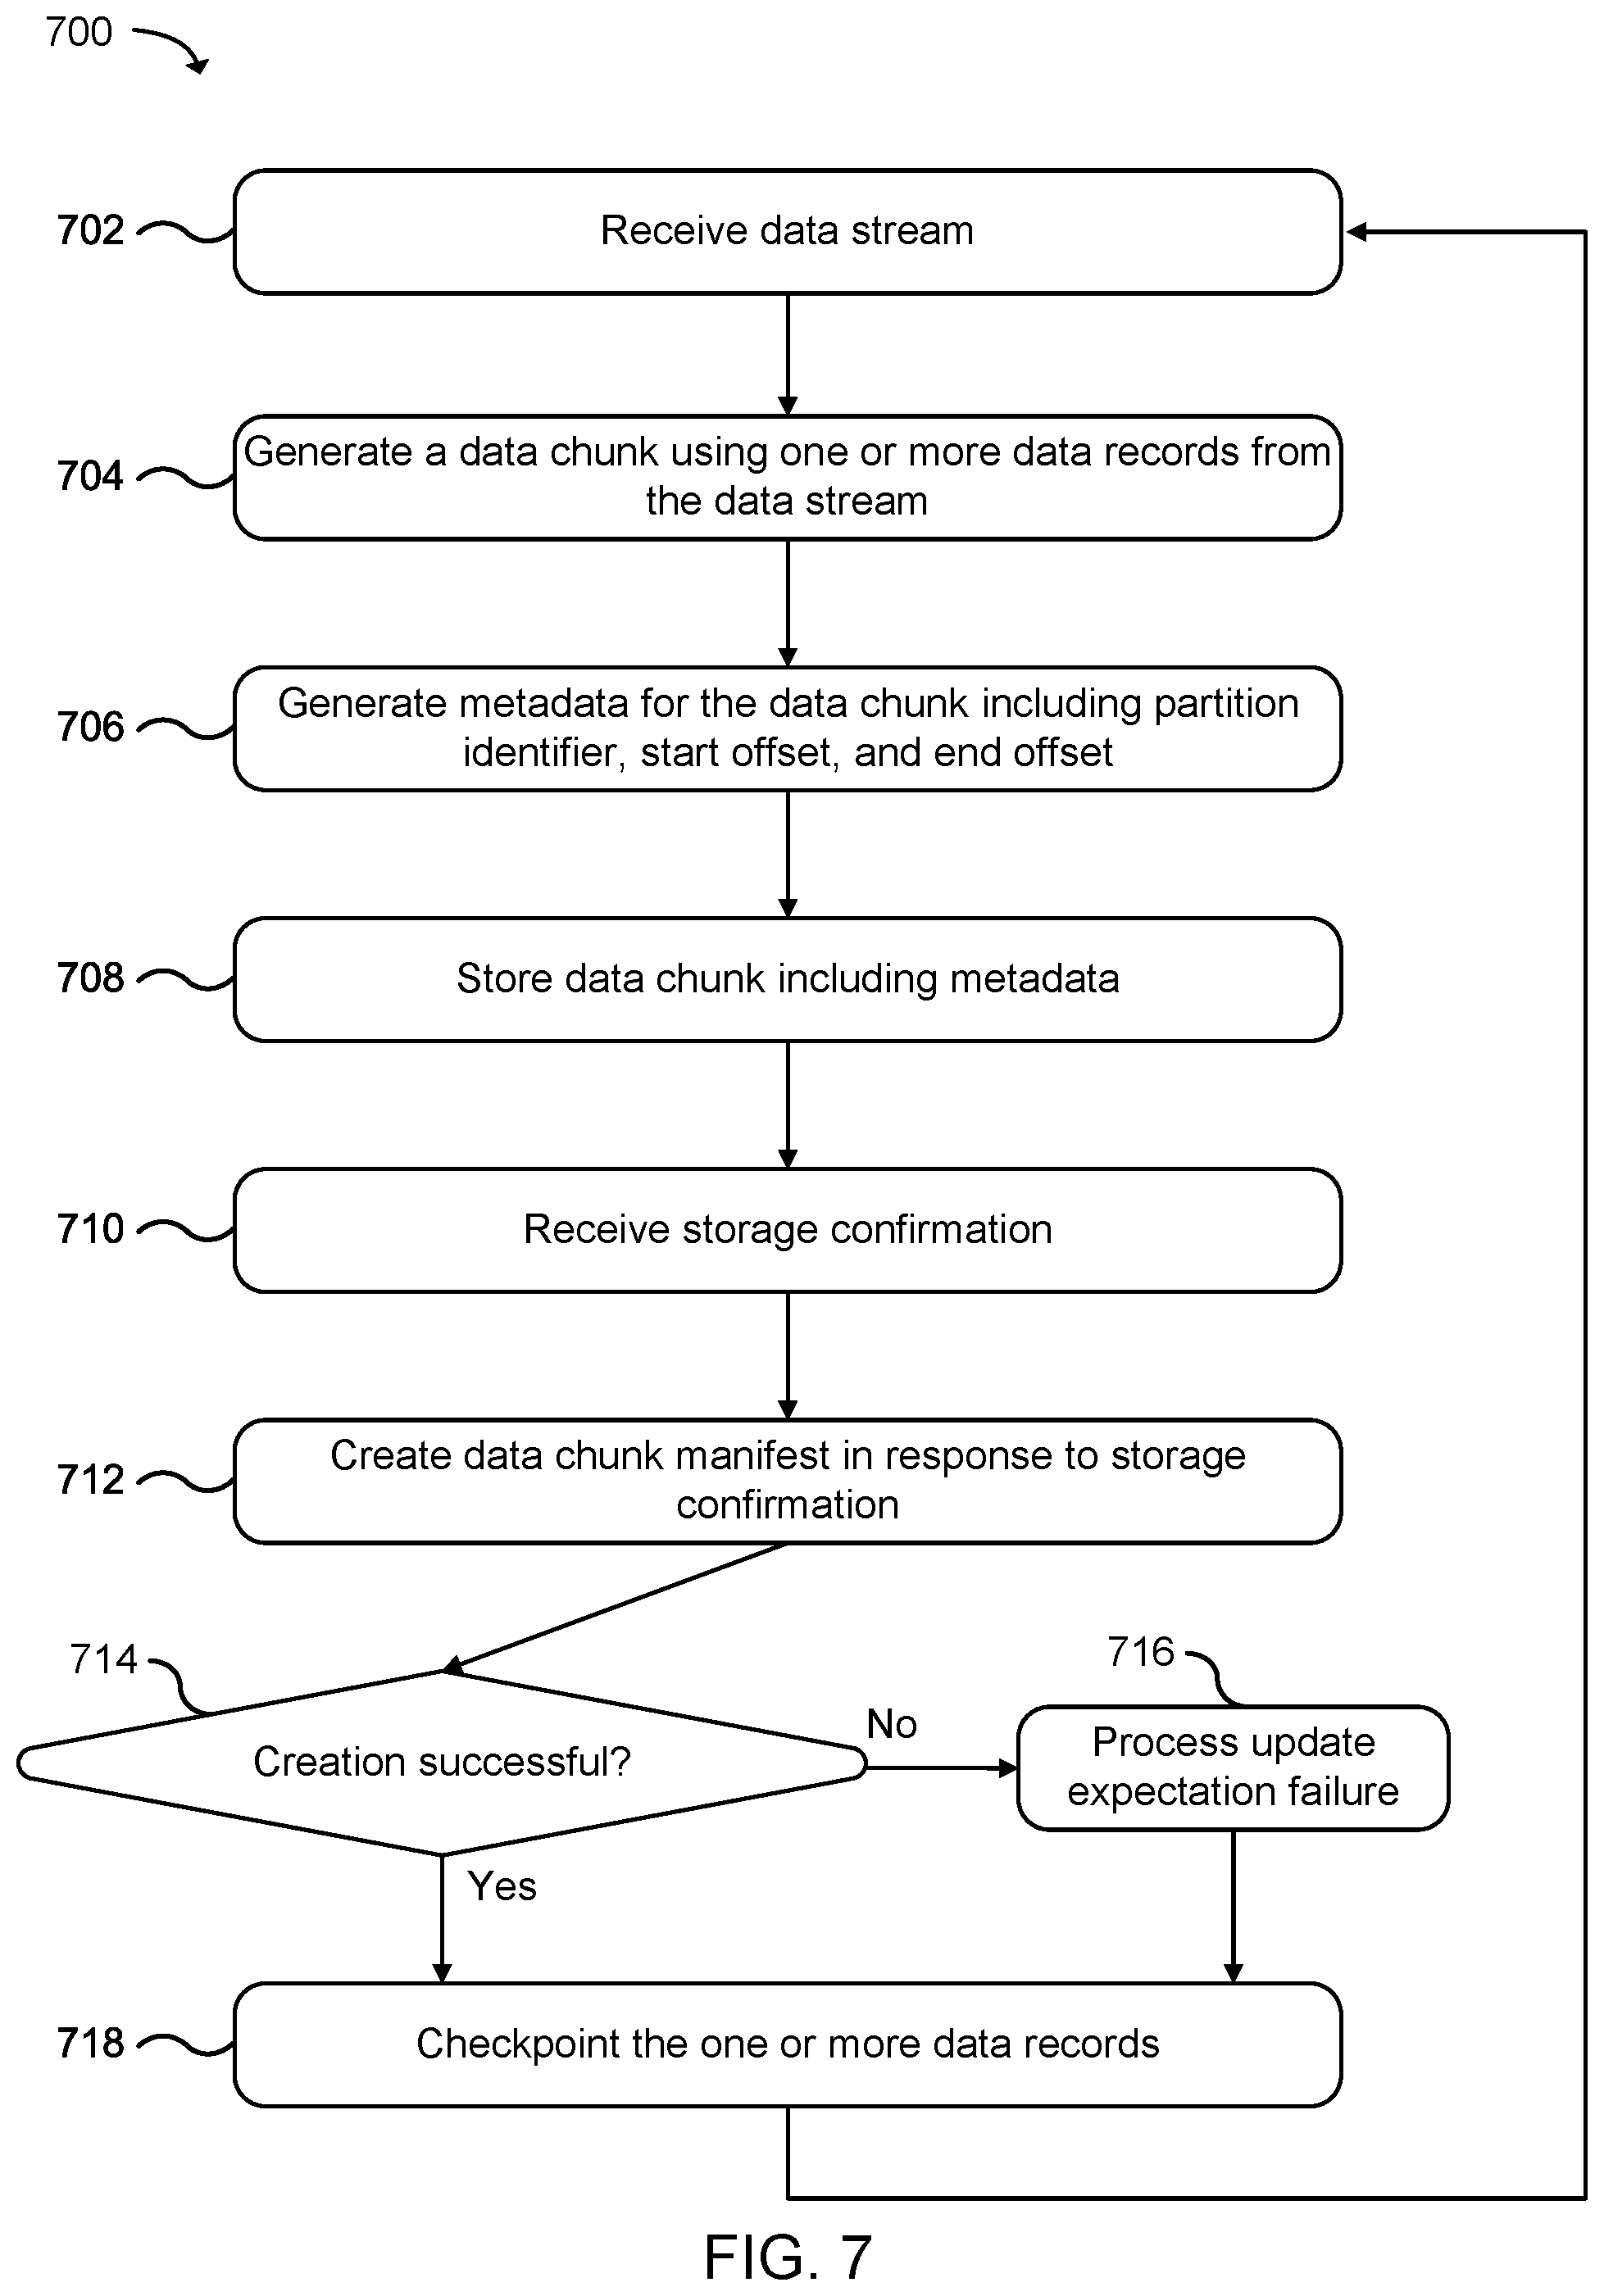 700
702
Receive data stream
704
Generate a data chunk using one or more data records from
the data stream
706
Generate metadata for the data chunk including partition
identifier, start offset, and end offset
708
Store data chunk including metadata
710
Receive storage confirmation
712
Create data chunk manifest in response to storage
confirmation
714
Creation successful?
No
716
Process update
expectation failure
Yes
718
Checkpoint the one or more data records
FIG. 7